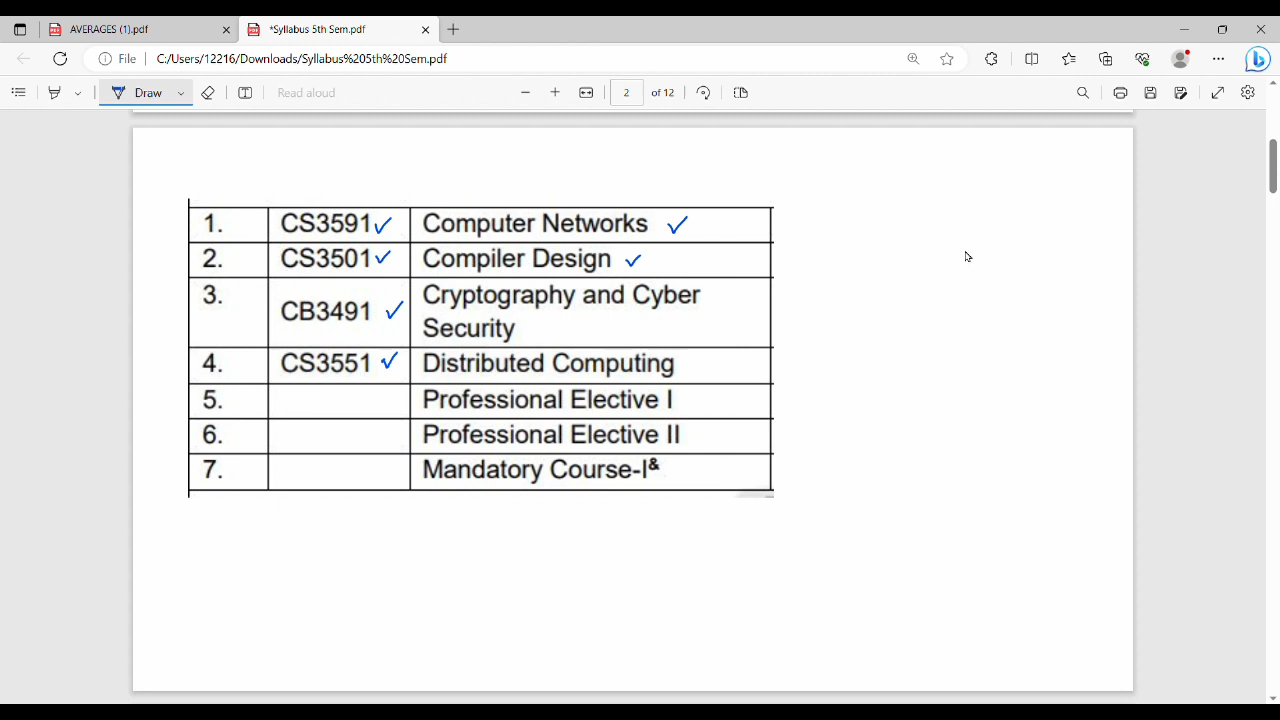 AVERAGES (1).pdf
*Syllabus 5th Sem.pdf
File C:/Users/12216/Downloads/Syllabus%205th%20Sem.pdf
Draw Read aloud 2 of 12
1. CS3591 Computer Networks
2. CS3501 Compiler Design
3. CB3491 Cryptography and Cyber
Security
4. CS3551 Distributed Computing
5. Professional Elective I
6. Professional Elective II
7. Mandatory Course-I&